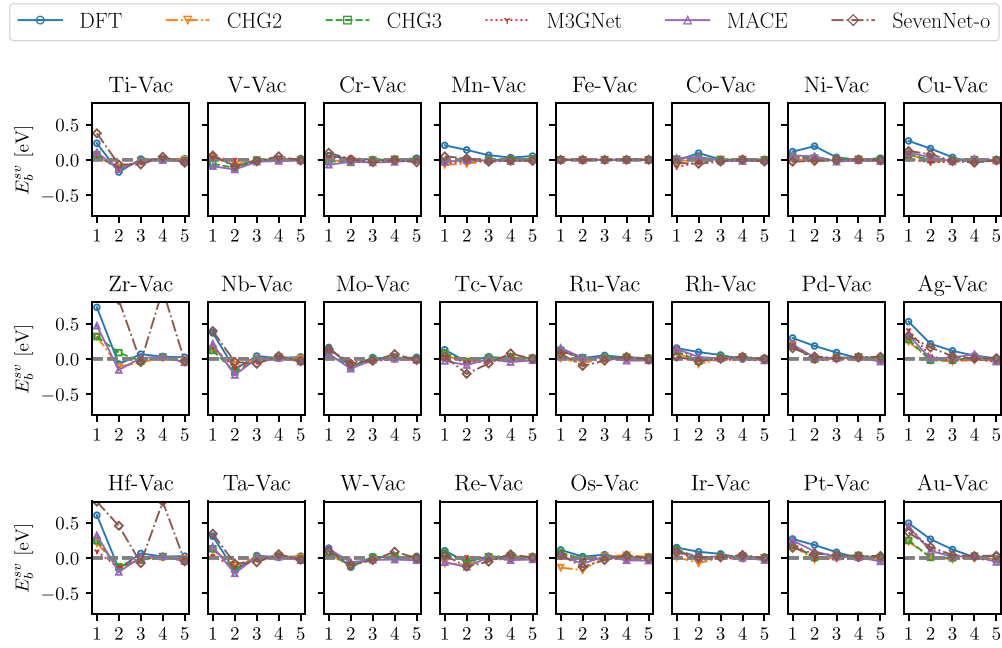 DFT CHG2 CHG3 M3GNet MACE SevenNet-o
Ti-Vac V-Vac Cr-Vac Mn-Vac Fe-Vac Co-Vac Ni-Vac Cu-Vac
E_b^{sv} [eV]
0.5
0.0
−0.5
1 2 3 4 5 1 2 3 4 5 1 2 3 4 5 1 2 3 4 5 1 2 3 4 5 1 2 3 4 5 1 2 3 4 5 1 2 3 4 5
Zr-Vac Nb-Vac Mo-Vac Tc-Vac Ru-Vac Rh-Vac Pd-Vac Ag-Vac
E_b^{sv} [eV]
0.5
0.0
−0.5
1 2 3 4 5 1 2 3 4 5 1 2 3 4 5 1 2 3 4 5 1 2 3 4 5 1 2 3 4 5 1 2 3 4 5 1 2 3 4 5
Hf-Vac Ta-Vac W-Vac Re-Vac Os-Vac Ir-Vac Pt-Vac Au-Vac
E_b^{sv} [eV]
0.5
0.0
−0.5
1 2 3 4 5 1 2 3 4 5 1 2 3 4 5 1 2 3 4 5 1 2 3 4 5 1 2 3 4 5 1 2 3 4 5 1 2 3 4 5